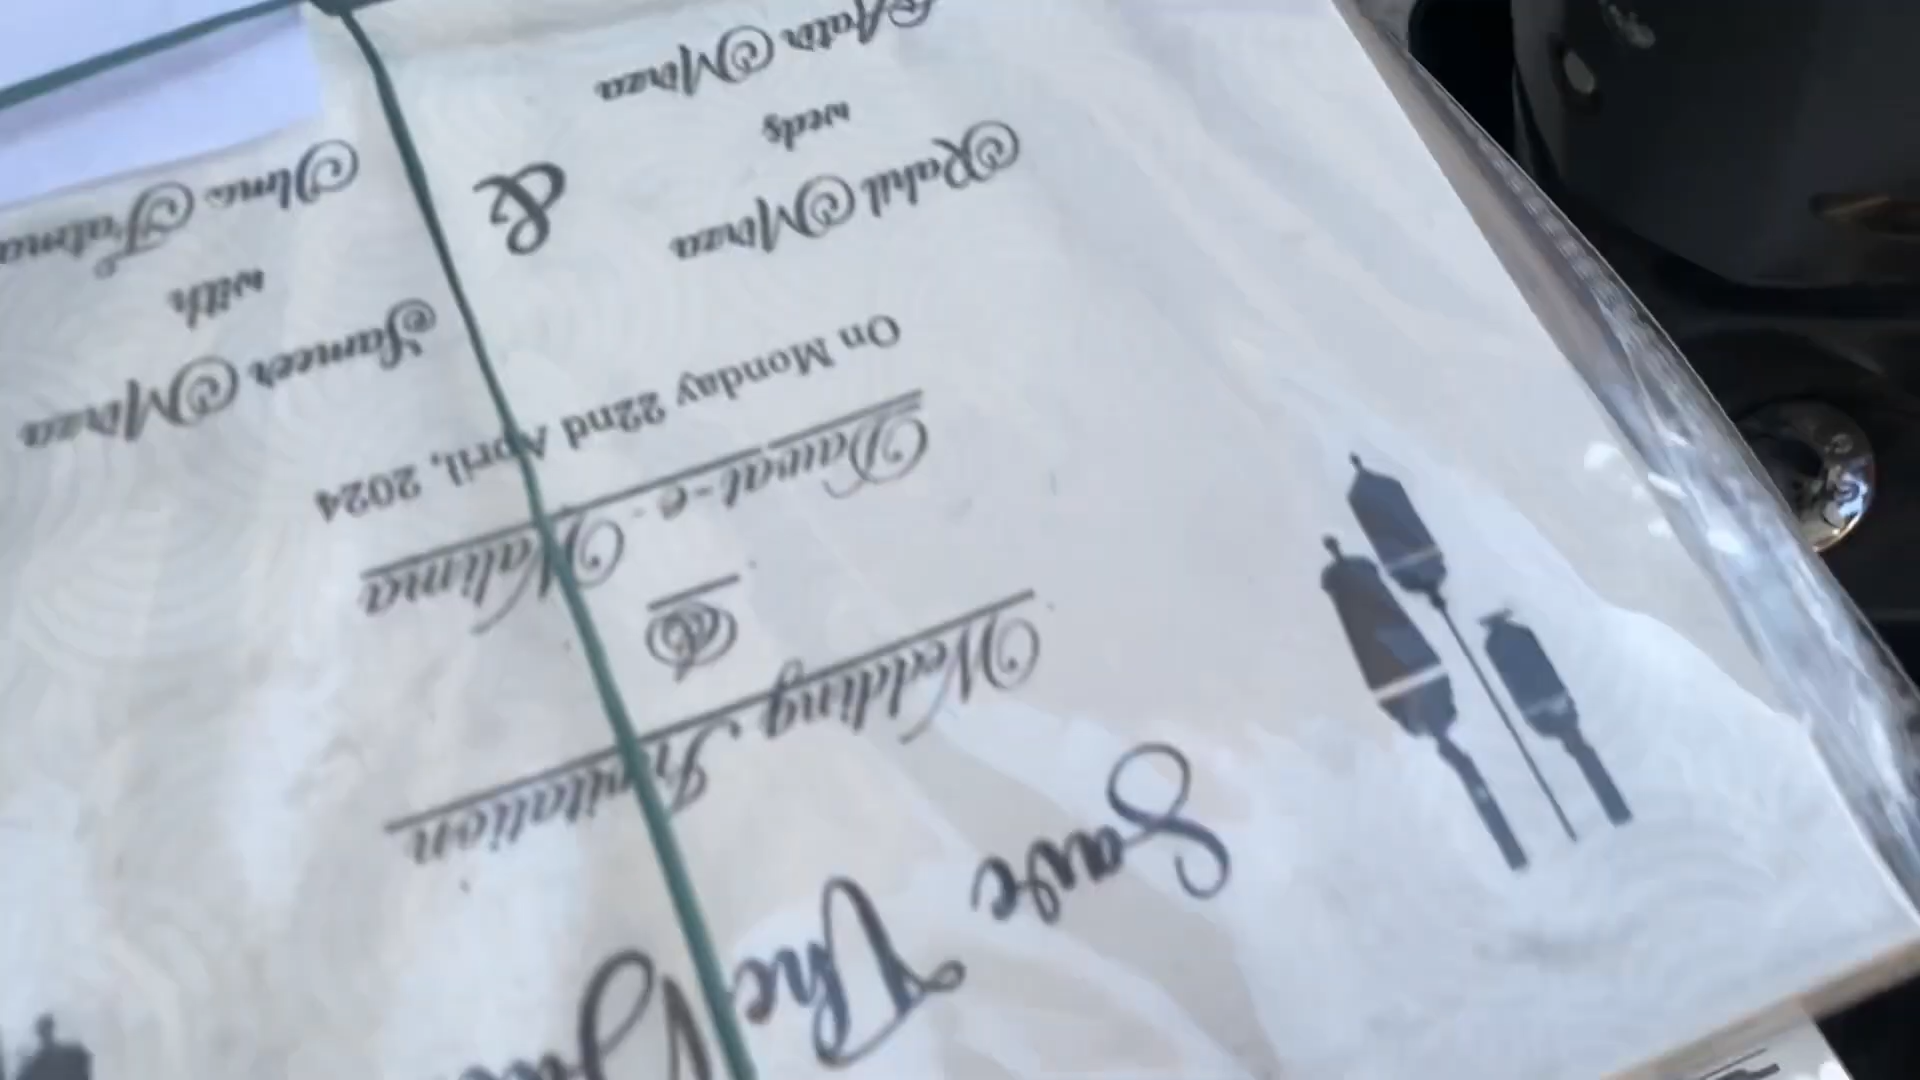 Save The
Wedding Invitation
&
Dawat-e-Walima
On Monday 22nd April, 2024
Rahil Mirza
weds
Mirza
&
Sameer Mirza
with
Ilma Fatima